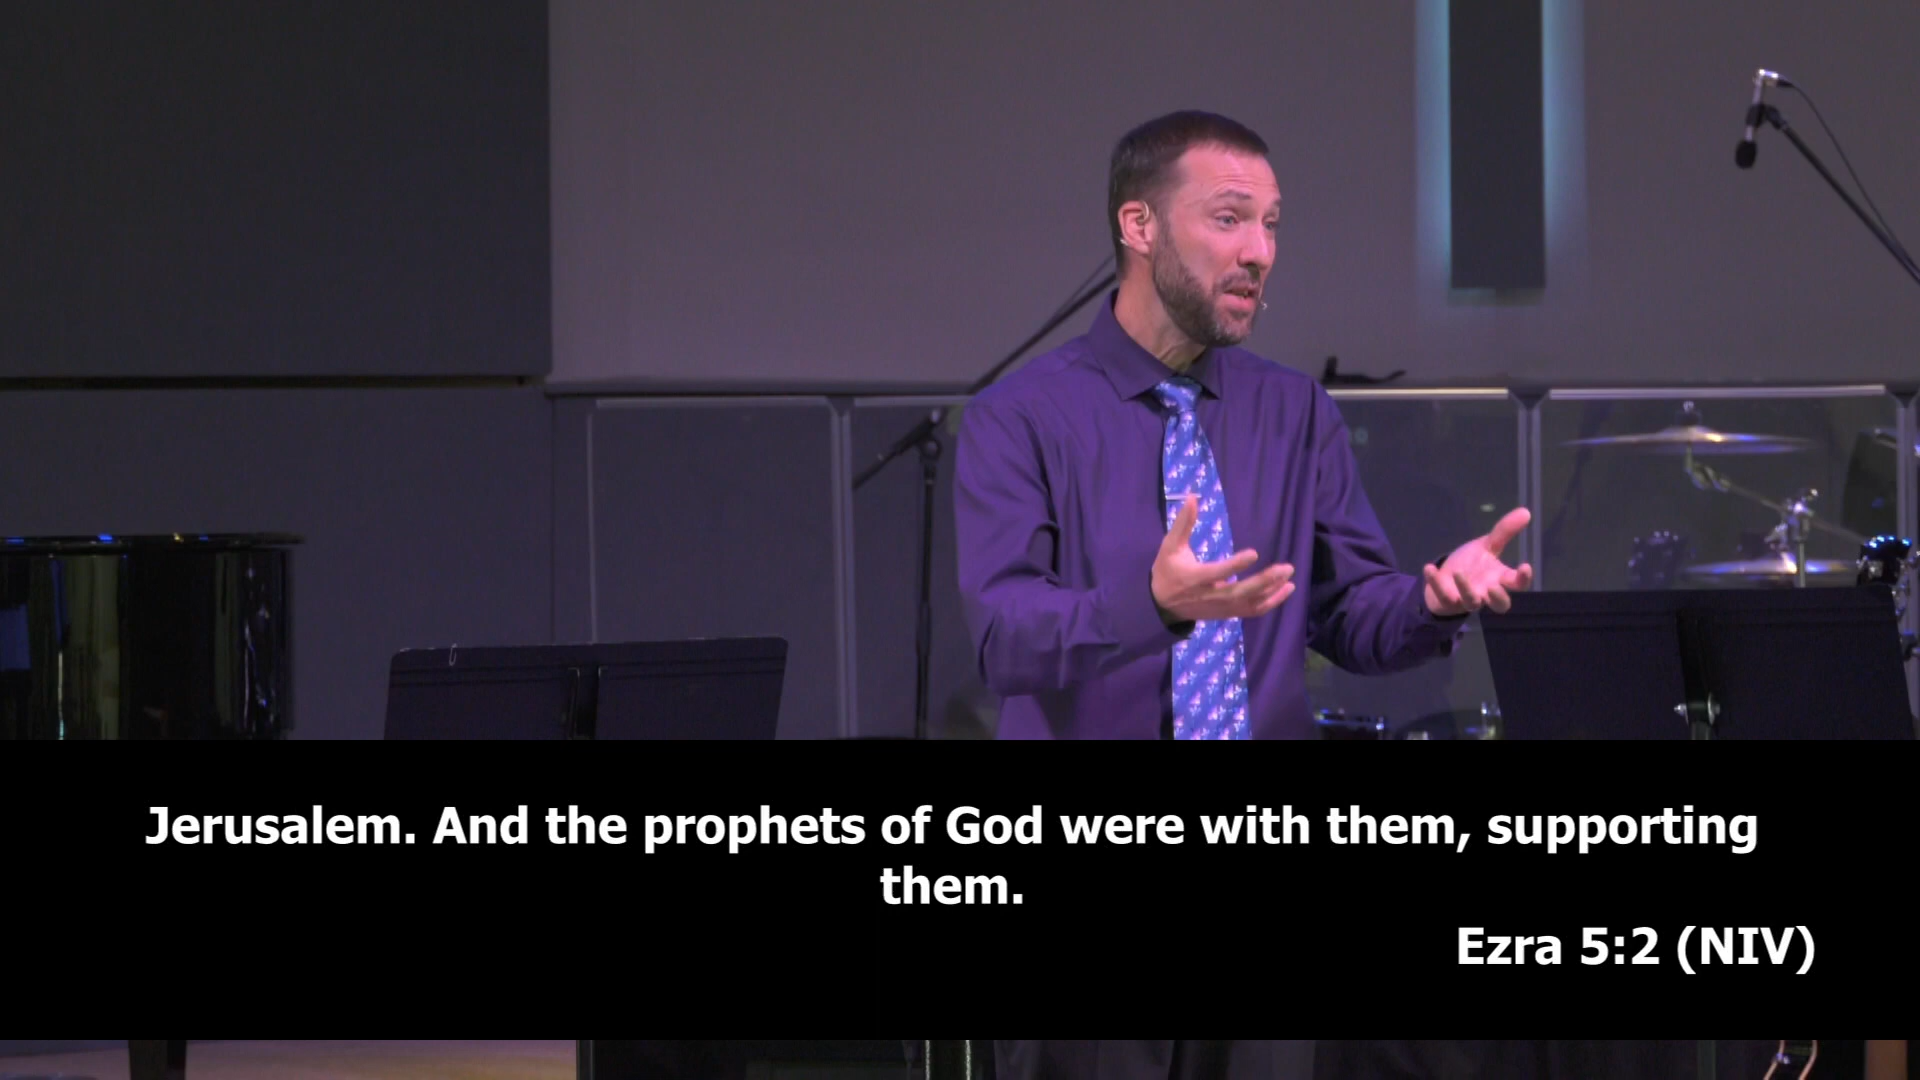 Jerusalem. And the prophets of God were with them, supporting
them.
Ezra 5:2 (NIV)